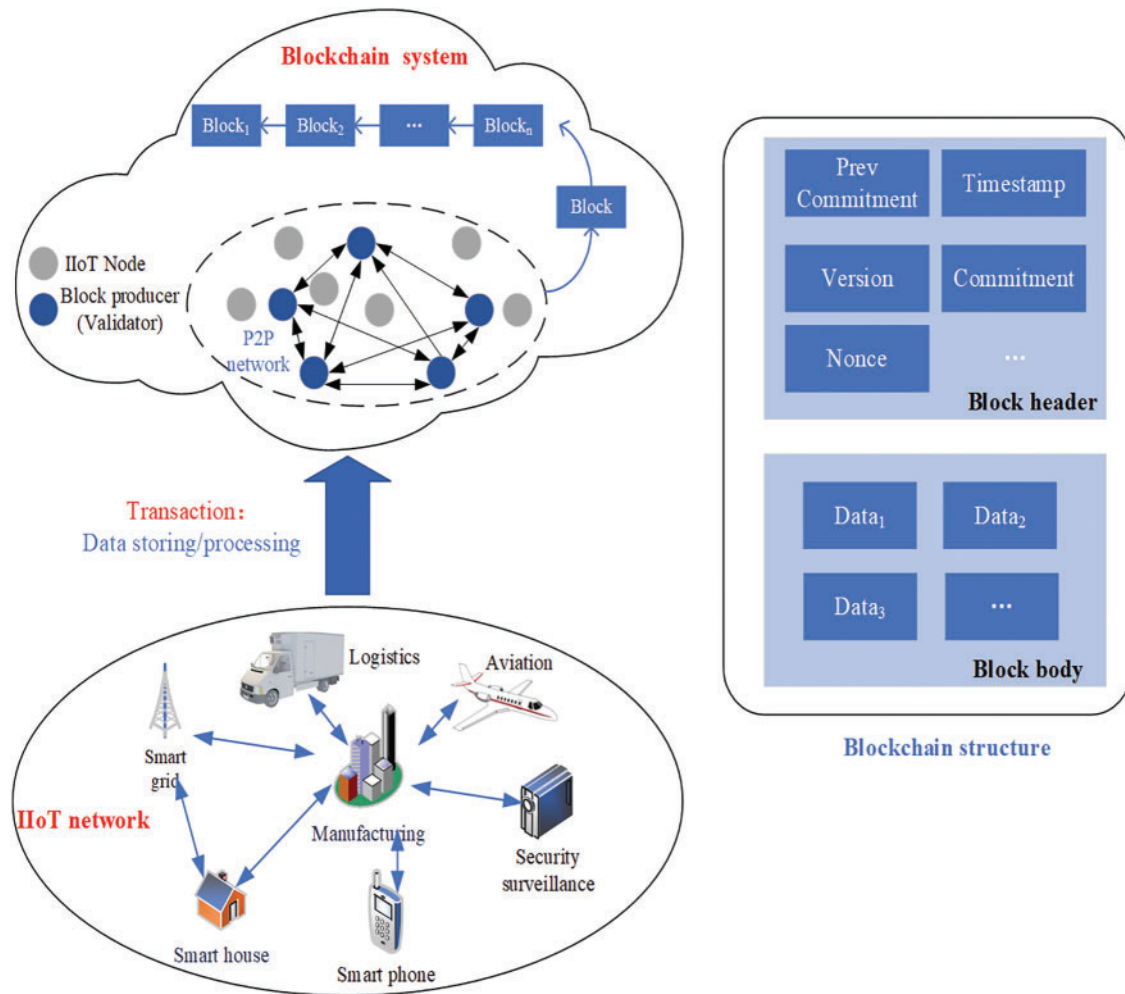 Blockchain system
Block₁
Block₂
...
Blockₙ
Block
IIoT Node
Block producer
(Validator)
P2P
network
Transaction：
Data storing/processing
Logistics
Aviation
Smart
grid
IIoT network
Manufacturing
Security
surveillance
Smart house
Smart phone
Prev
Commitment
Timestamp
Version
Commitment
Nonce
...
Block header
Data₁
Data₂
Data₃
...
Block body
Blockchain structure